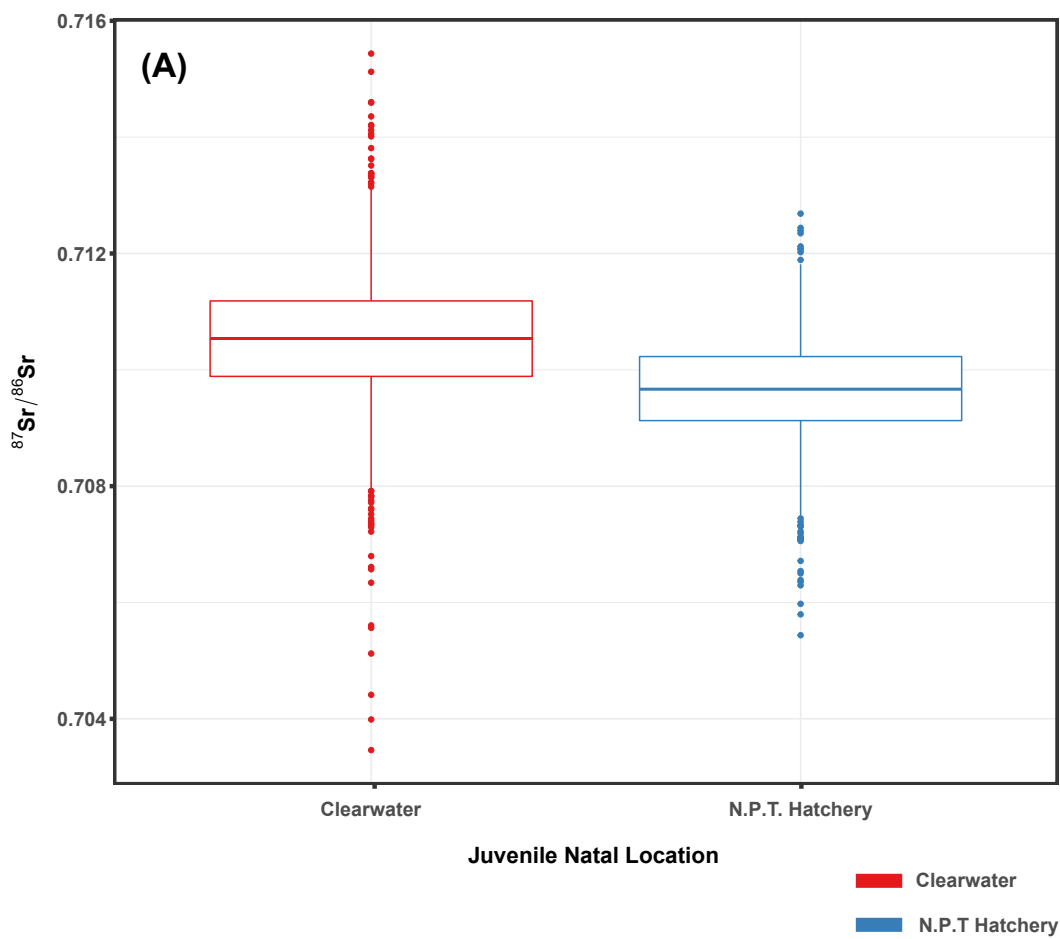 0.716
(A)
0.712
0.708
0.704
87Sr/86Sr
Clearwater
N.P.T. Hatchery
Juvenile Natal Location
Clearwater
N.P.T Hatchery